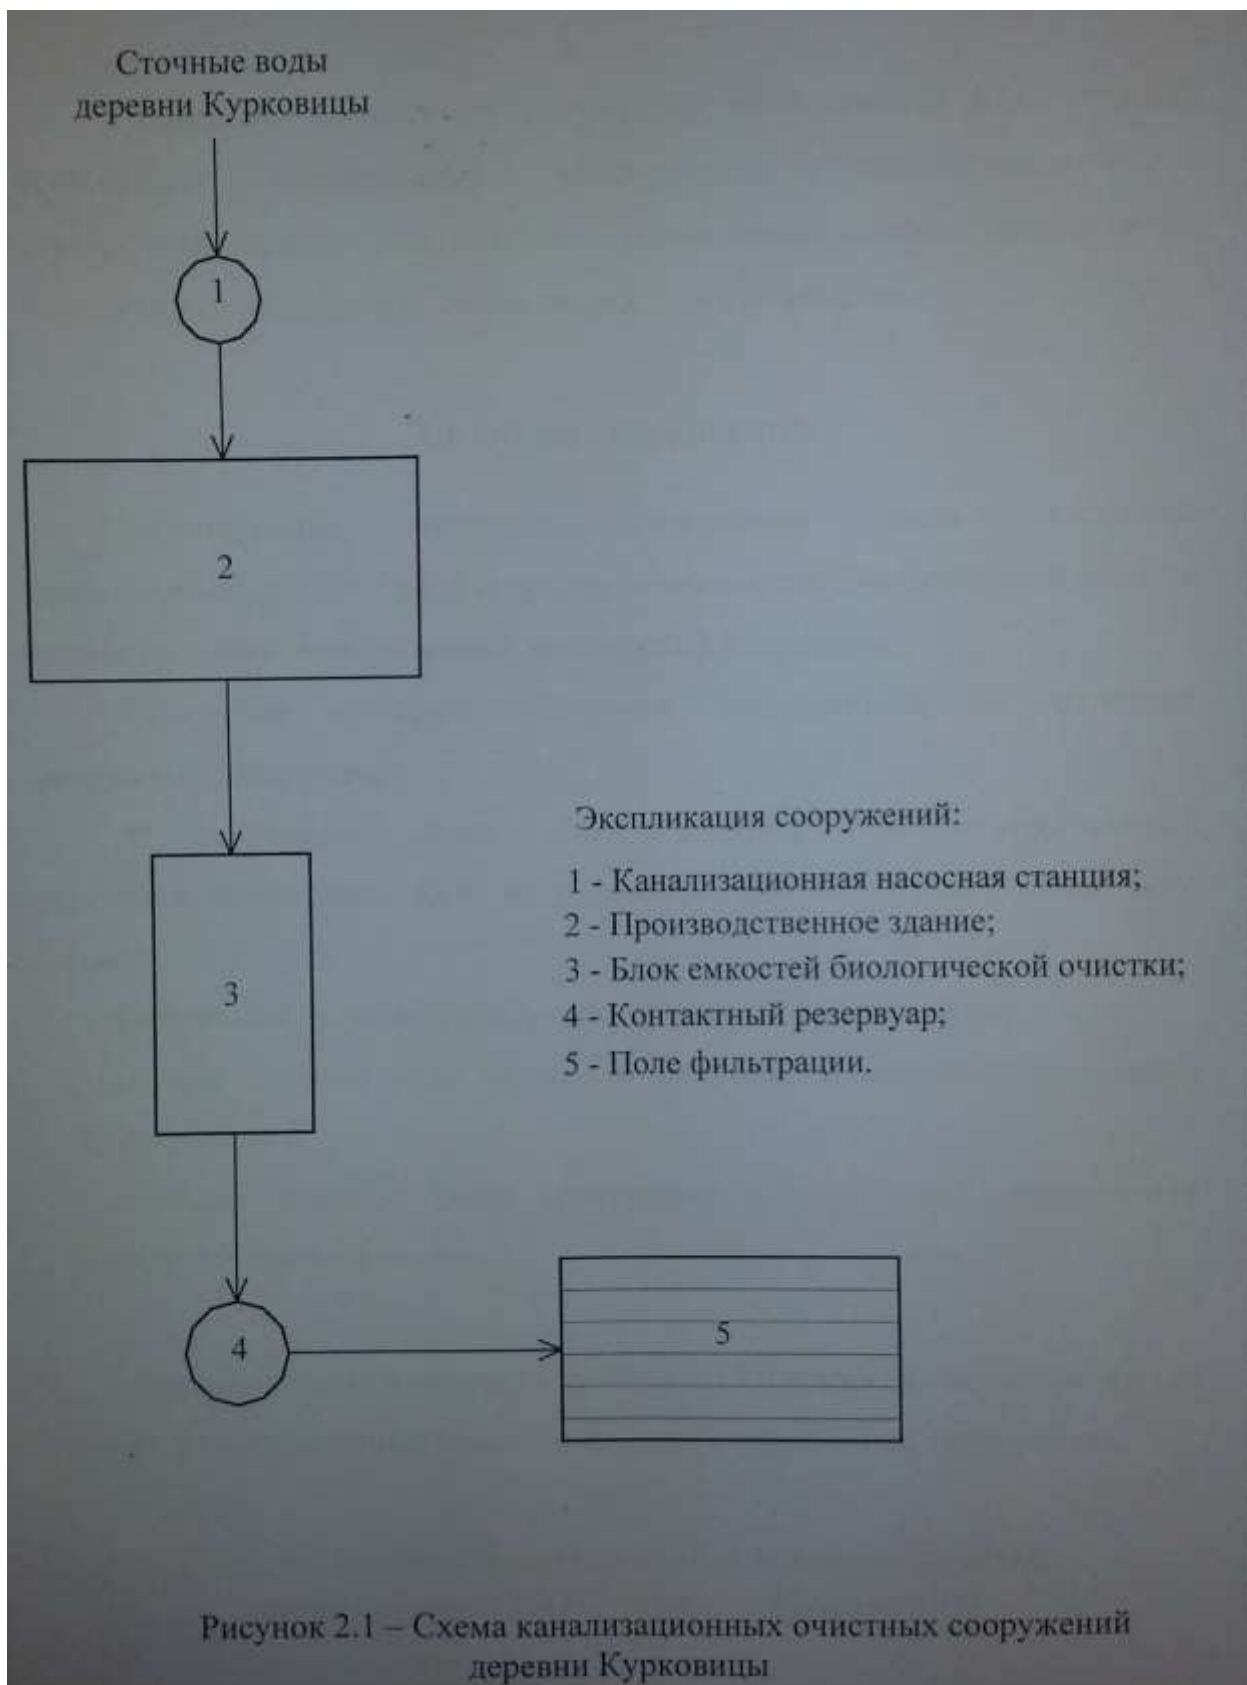 Сточные воды
деревни Курковицы
1
2
3
Экспликация сооружений:
1 - Канализационная насосная станция;
2 - Производственное здание;
3 - Блок емкостей биологической очистки;
4 - Контактный резервуар;
5 - Поле фильтрации.
4
5
Рисунок 2.1 – Схема канализационных очистных сооружений
деревни Курковицы